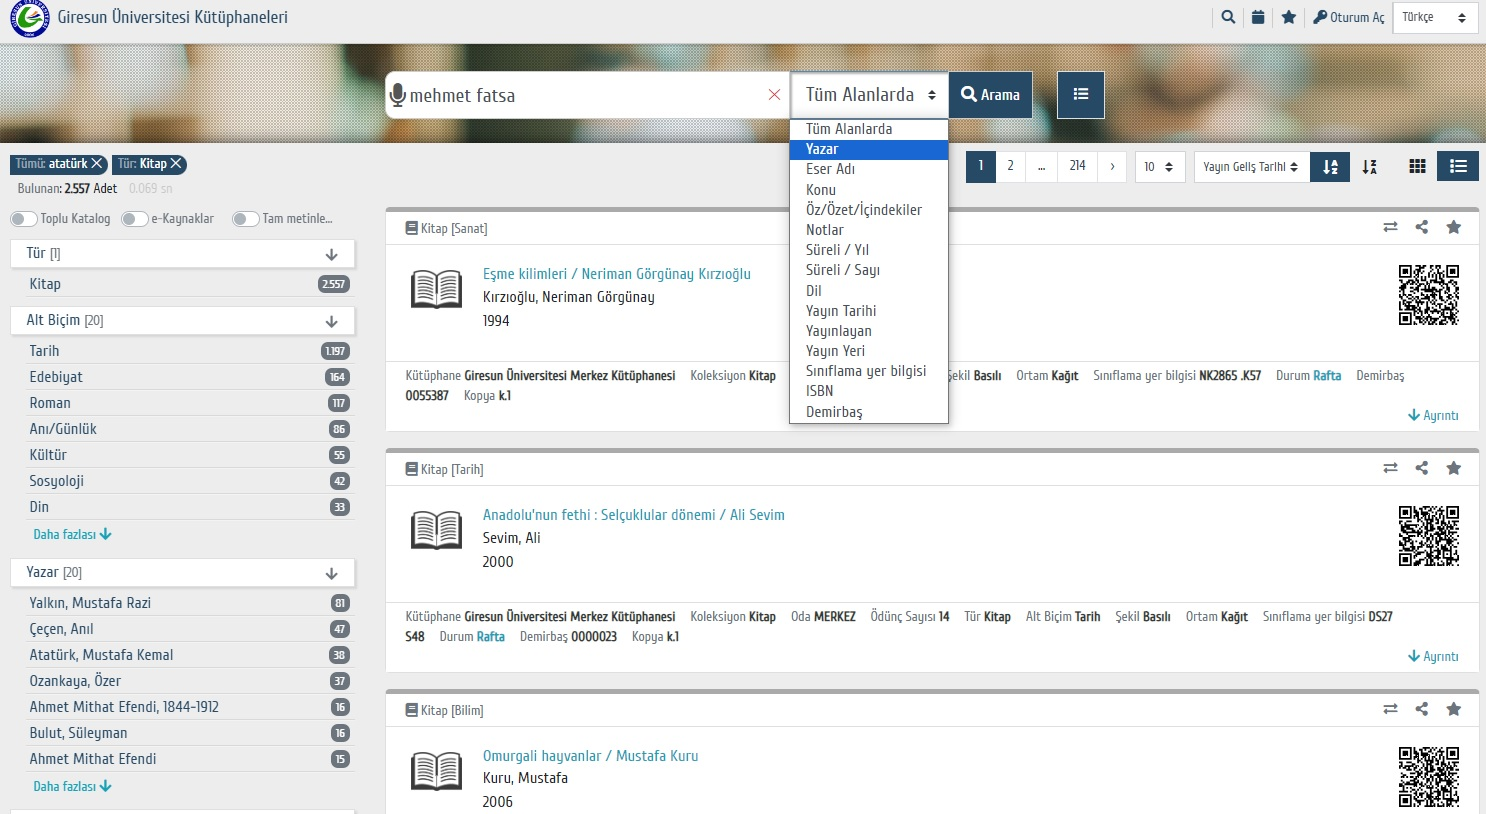 Giresun Üniversitesi Kütüphaneleri
Oturum Aç
Türkçe
mehmet fatsa
Tüm Alanlarda
Arama
Tüm Alanlarda
Yazar
Eser Adı
Konu
Öz/Özet/İçindekiler
Notlar
Süreli / Yıl
Süreli / Sayı
Dil
Yayın Tarihi
Yayınlayan
Yayın Yeri
Sınıflama yer bilgisi
ISBN
Demirbaş
Tümü: atatürk
Tür: Kitap
Bulunan: 2.557 Adet 0.069 sn
1 2 ... 214 ›
10
Yayın Geliş Tarihi
Toplu Katalog
e-Kaynaklar
Tam metinle...
Tür [1]
Kitap 2.557
Alt Biçim [20]
Tarih 1.197
Edebiyat 164
Roman 117
Anı/Günlük 86
Kültür 55
Sosyoloji 42
Din 33
Daha fazlası
Yazar [20]
Yalkın, Mustafa Razi 81
Çeçen, Anıl 47
Atatürk, Mustafa Kemal 38
Ozankaya, Özer 37
Ahmet Mithat Efendi, 1844-1912 16
Bulut, Süleyman 16
Ahmet Mithat Efendi 15
Daha fazlası
Kitap [Sanat]
Eşme kilimleri / Neriman Görgünay Kırzıoğlu
Kırzıoğlu, Neriman Görgünay
1994
Kütüphane Giresun Üniversitesi Merkez Kütüphanesi Koleksiyon Kitap Şekil Basılı Ortam Kağıt Sınıflama yer bilgisi NK2865 .K57 Durum Rafta Demirbaş
0055387 Kopya k.1
Ayrıntı
Kitap [Tarih]
Anadolu'nun fethi : Selçuklular dönemi / Ali Sevim
Sevim, Ali
2000
Kütüphane Giresun Üniversitesi Merkez Kütüphanesi Koleksiyon Kitap Oda MERKEZ Ödünç Sayısı 14 Tür Kitap Alt Biçim Tarih Şekil Basılı Ortam Kağıt Sınıflama yer bilgisi DS27
S48 Durum Rafta Demirbaş 0000023 Kopya k.1
Ayrıntı
Kitap [Bilim]
Omurgali hayvanlar / Mustafa Kuru
Kuru, Mustafa
2006